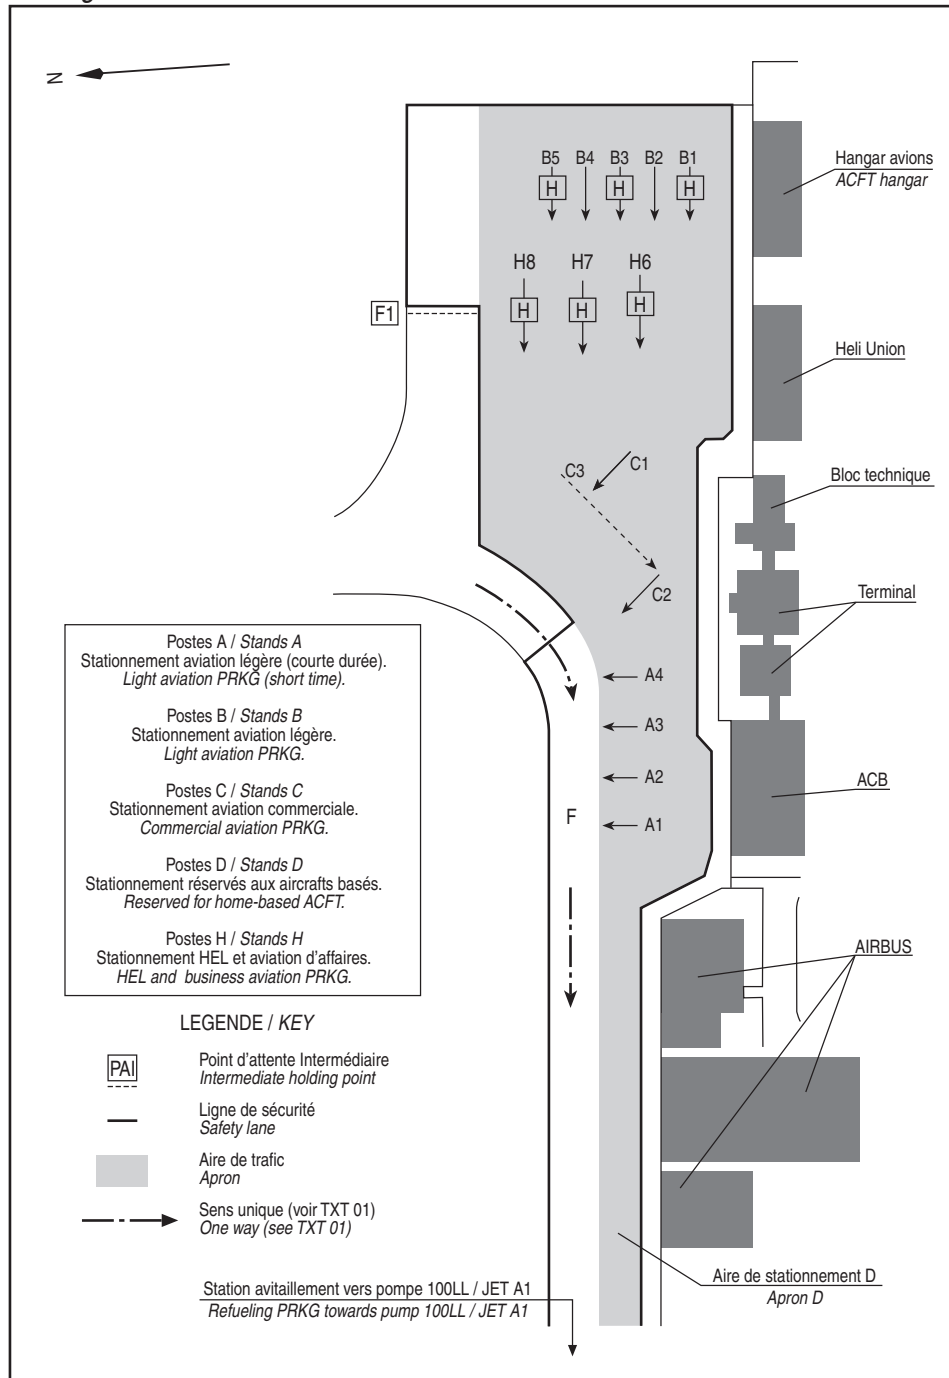 N
B5 B4 B3 B2 B1
H H H
H8 H7 H6
H H H
F1
C3 C1
C2
A4
A3
A2
A1
F
Hangar avions
ACFT hangar
Heli Union
Bloc technique
Terminal
ACB
AIRBUS
Aire de stationnement D
Apron D
Postes A / Stands A
Stationnement aviation légère (courte durée).
Light aviation PRKG (short time).
Postes B / Stands B
Stationnement aviation légère.
Light aviation PRKG.
Postes C / Stands C
Stationnement aviation commerciale.
Commercial aviation PRKG.
Postes D / Stands D
Stationnement réservés aux aircrafts basés.
Reserved for home-based ACFT.
Postes H / Stands H
Stationnement HEL et aviation d'affaires.
HEL and business aviation PRKG.
LEGENDE / KEY
PAI
Point d'attente Intermédiaire
Intermediate holding point
Ligne de sécurité
Safety lane
Aire de trafic
Apron
Sens unique (voir TXT 01)
One way (see TXT 01)
Station avitaillement vers pompe 100LL / JET A1
Refueling PRKG towards pump 100LL / JET A1